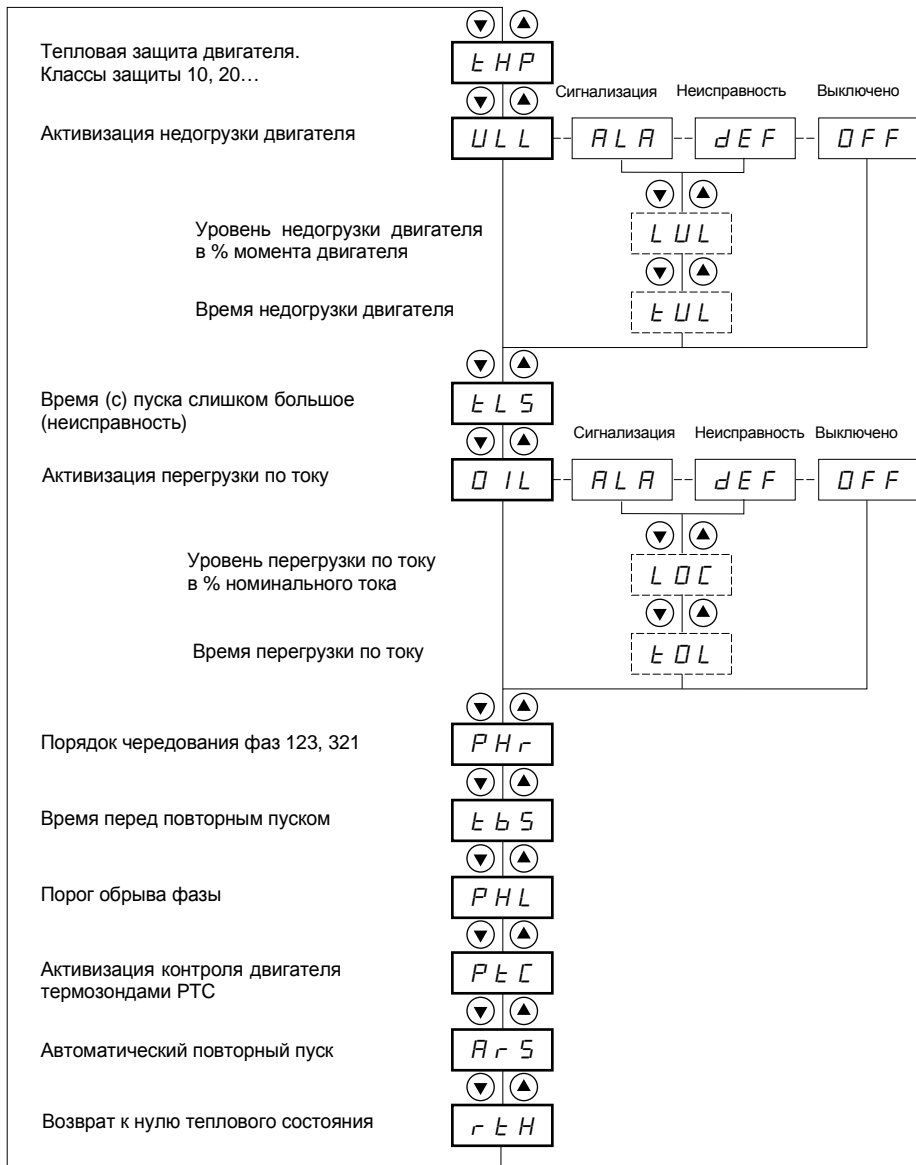 Тепловая защита двигателя.
Классы защиты 10, 20…
tHP
Сигнализация Неисправность Выключено
Активизация недогрузки двигателя
ULL ALA dEF OFF
Уровень недогрузки двигателя
в % момента двигателя
LUL
Время недогрузки двигателя
tUL
Время (с) пуска слишком большое
(неисправность)
tLS
Сигнализация Неисправность Выключено
Активизация перегрузки по току
OIL ALA dEF OFF
Уровень перегрузки по току
в % номинального тока
LOC
Время перегрузки по току
tOL
Порядок чередования фаз 123, 321
PHr
Время перед повторным пуском
tbS
Порог обрыва фазы
PHL
Активизация контроля двигателя
термозондами PTC
PtC
Автоматический повторный пуск
ArS
Возврат к нулю теплового состояния
rtH